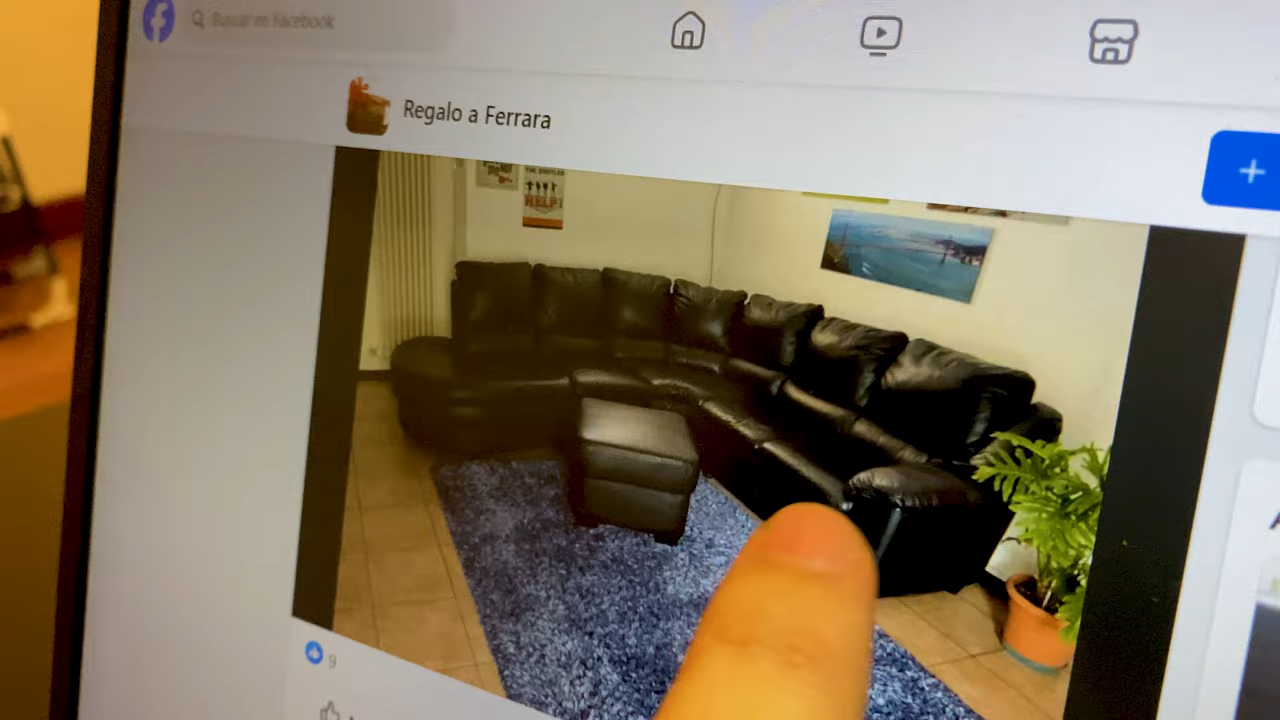 Buscar en Facebook
Regalo a Ferrara
THE BEATLES
HELP!
9